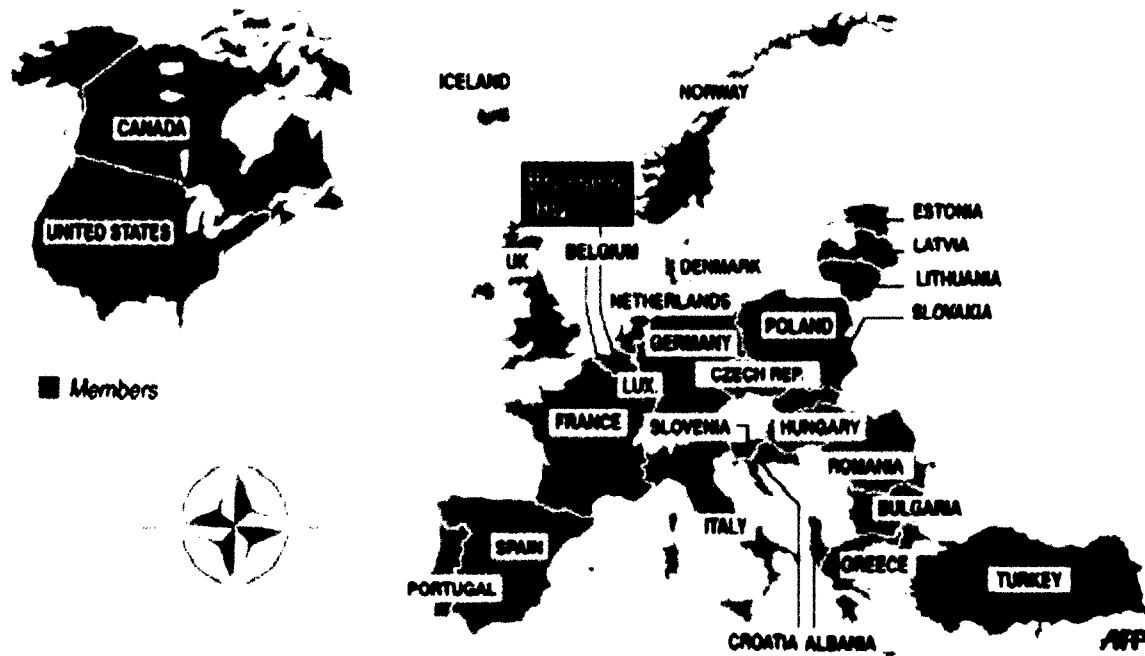 CANADA
UNITED STATES
Members
ICELAND
NORWAY
UK
BELGIUM
DENMARK
NETHERLANDS
ESTONIA
LATVIA
LITHUANIA
SLOVAKIA
POLAND
GERMANY
CZECH REP.
LUX.
FRANCE
SLOVENIA
HUNGARY
ROMANIA
BULGARIA
ITALY
SPAIN
PORTUGAL
GREECE
TURKEY
CROATIA ALBANIA
AFP